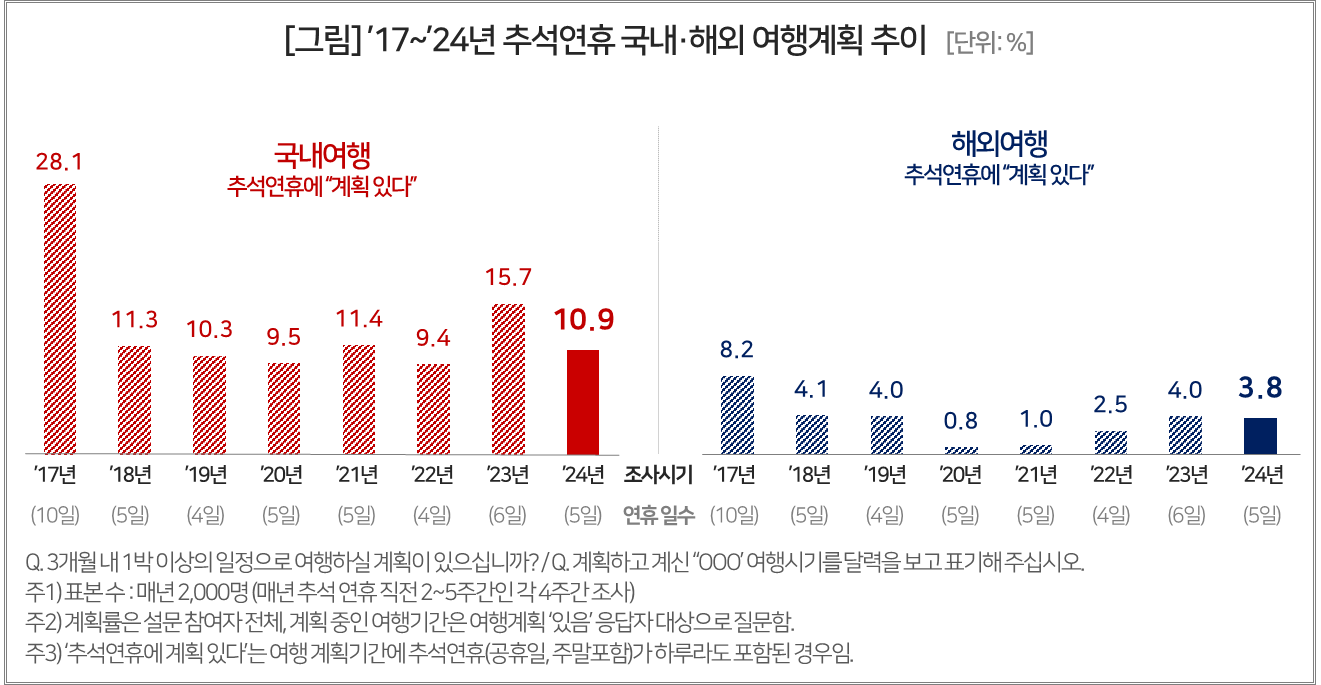 [그림] ’17~’24년 추석연휴 국내·해외 여행계획 추이 [단위: %]
국내여행
추석연휴에 “계획 있다”
28.1 11.3 10.3 9.5 11.4 9.4 15.7 10.9
해외여행
추석연휴에 “계획 있다”
8.2 4.1 4.0 0.8 1.0 2.5 4.0 3.8
’17년 ’18년 ’19년 ’20년 ’21년 ’22년 ’23년 ’24년 조사시기 ’17년 ’18년 ’19년 ’20년 ’21년 ’22년 ’23년 ’24년
(10일) (5일) (4일) (5일) (5일) (4일) (6일) (5일) 연휴 일수 (10일) (5일) (4일) (5일) (5일) (4일) (6일) (5일)
Q. 3개월 내 1박 이상의 일정으로 여행하실 계획이 있으십니까? / Q. 계획하고 계신 “OOO’ 여행시기를 달력을 보고 표기해 주십시오.
주1) 표본 수 : 매년 2,000명 (매년 추석 연휴 직전 2~5주간인 각 4주간 조사)
주2) 계획률은 설문 참여자 전체, 계획 중인 여행기간은 여행계획 ‘있음’ 응답자 대상으로 질문함.
주3) ‘추석연휴에 계획 있다’는 여행 계획기간에 추석연휴(공휴일, 주말포함)가 하루라도 포함된 경우임.